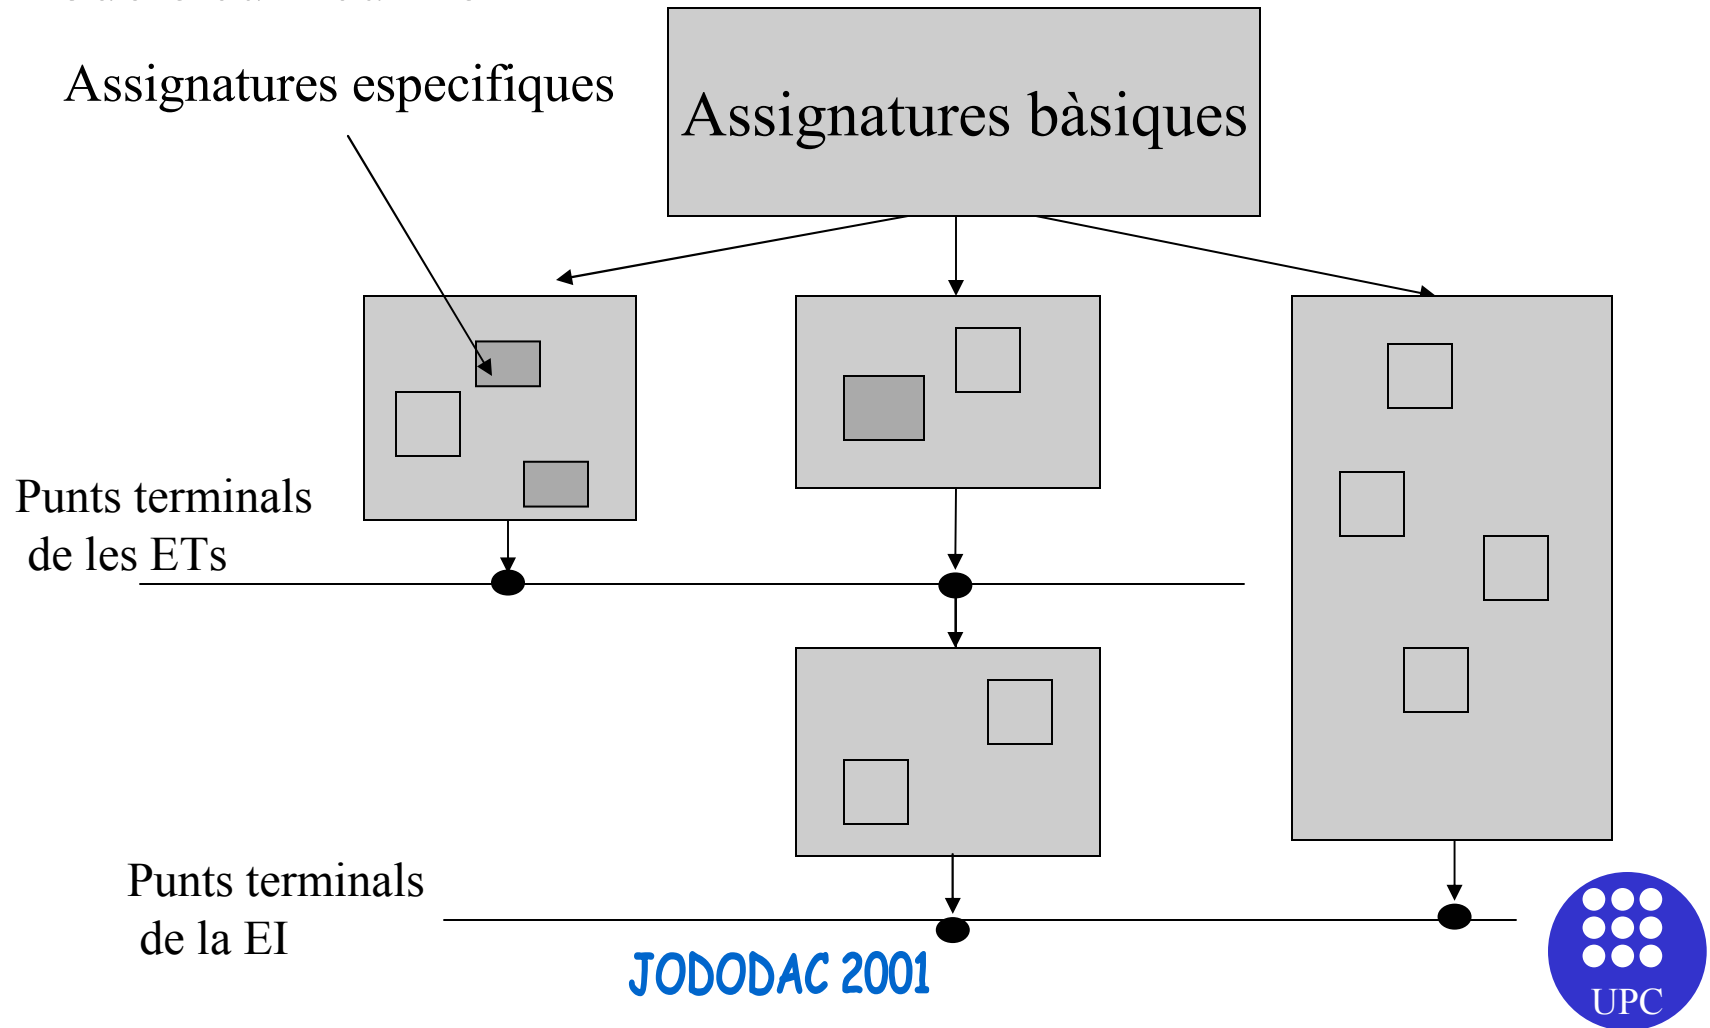 Assignatures especifiques
Assignatures bàsiques
Punts terminals
de les ETs
Punts terminals
de la EI
JODODAC 2001
UPC